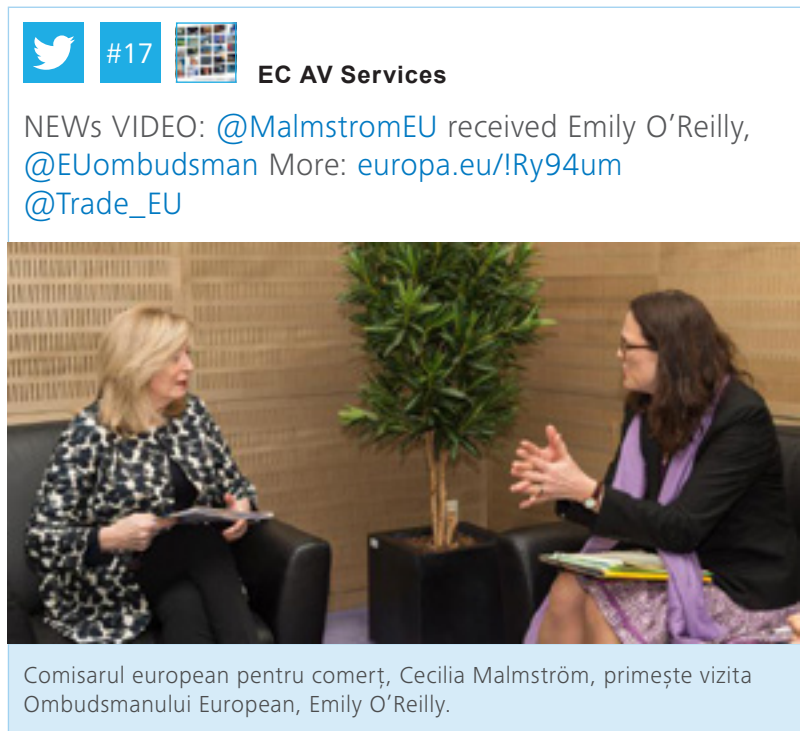 #17
EC AV Services
NEWs VIDEO: @MalmstromEU received Emily O’Reilly,
@EUombudsman More: europa.eu/!Ry94um
@Trade_EU
Comisarul european pentru comerț, Cecilia Malmström, primește vizita
Ombudsmanului European, Emily O’Reilly.